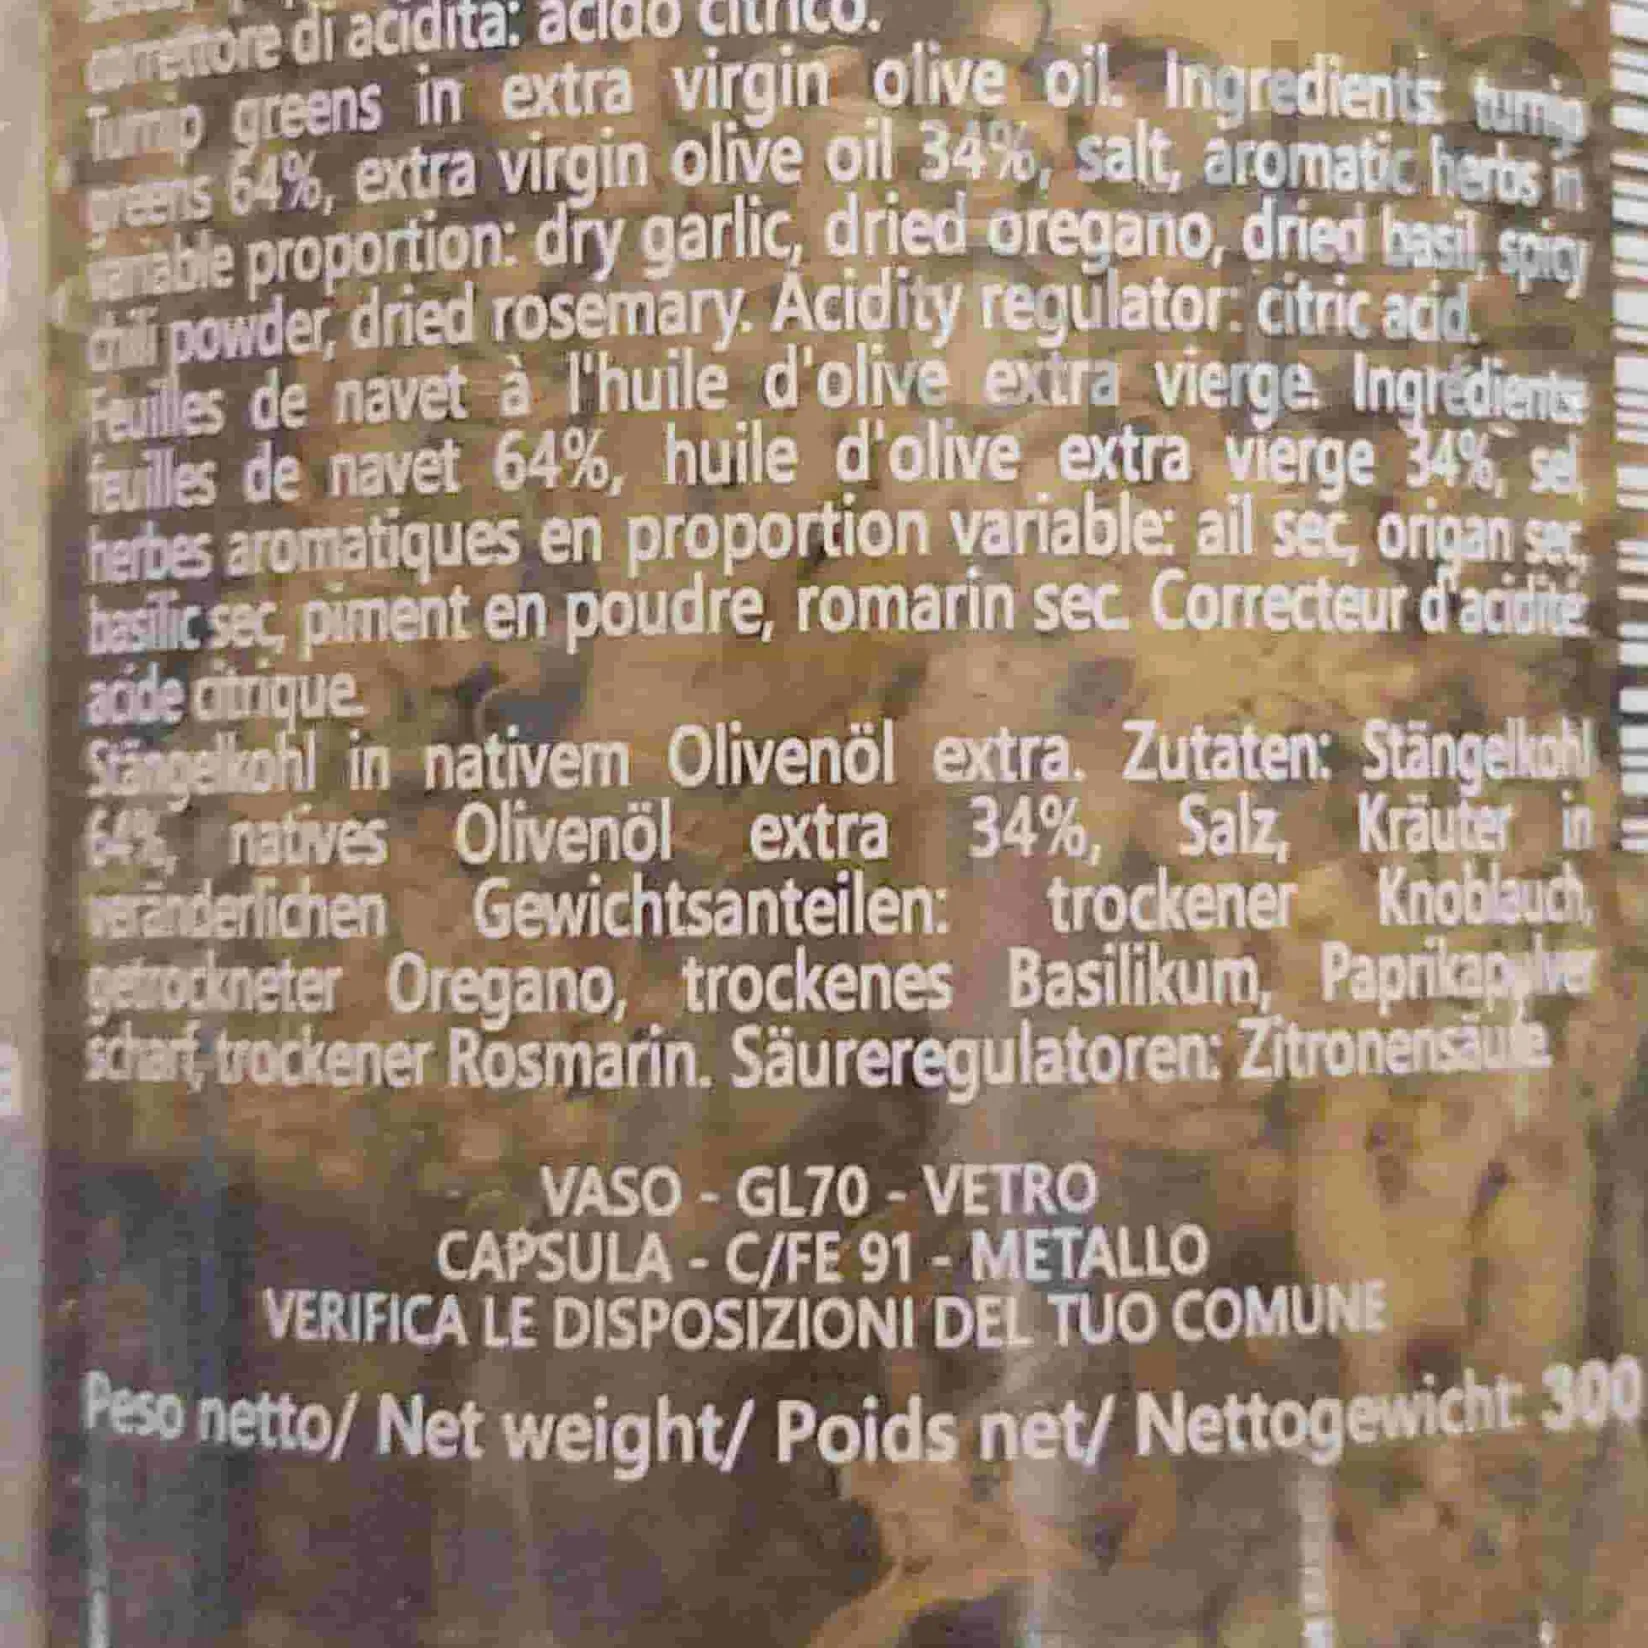 correttore di acidità: acido citrico.
Turnip greens in extra virgin olive oil. Ingredients: turnip
greens 64%, extra virgin olive oil 34%, salt, aromatic herbs in
variable proportion: dry garlic, dried oregano, dried basil, spicy
chili powder, dried rosemary. Acidity regulator: citric acid.
Feuilles de navet à l'huile d'olive extra vierge. Ingrédients:
feuilles de navet 64%, huile d'olive extra vierge 34%, sel,
herbes aromatiques en proportion variable: ail sec, origan sec,
basilic sec, piment en poudre, romarin sec. Correcteur d'acidité:
acide citrique.
Stängelkohl in nativem Olivenöl extra. Zutaten: Stängelkohl
64%, natives Olivenöl extra 34%, Salz, Kräuter in
veränderlichen Gewichtsanteilen: trockener Knoblauch,
getrockneter Oregano, trockenes Basilikum, Paprikapulver
scharf, trockener Rosmarin. Säureregulatoren: Zitronensäure.
VASO - GL70 - VETRO
CAPSULA - C/FE 91 - METALLO
VERIFICA LE DISPOSIZIONI DEL TUO COMUNE
Peso netto/ Net weight/ Poids net/ Nettogewicht: 300